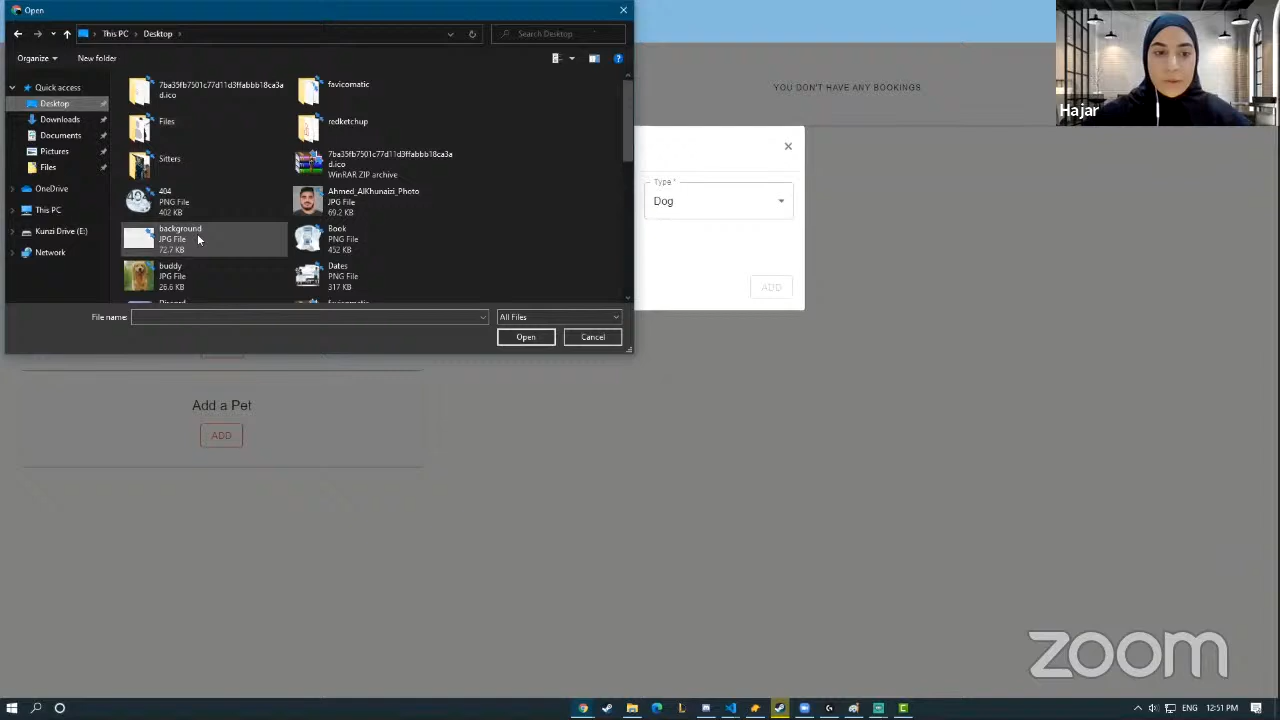 Open
This PC
Desktop
Search Desktop
Organize
New folder
Quick access
Desktop
Downloads
Documents
Pictures
Files
OneDrive
This PC
Kunzi Drive (E:)
Network
7ba35fb7501c77d11d3ffabbb18ca3a
d.ico
Files
Sitters
404
PNG File
402 KB
background
JPG File
72.7 KB
buddy
JPG File
26.6 KB
favicomatic
redketchup
7ba35fb7501c77d11d3ffabbb18ca3a
d.ico
WinRAR ZIP archive
Ahmed_AlKhunaizi_Photo
JPG File
69.2 KB
Book
PNG File
452 KB
Dates
PNG File
317 KB
File name:
All Files
Open
Cancel
YOU DON'T HAVE ANY BOOKINGS
Hajar
Type *
Dog
ADD
Add a Pet
ADD
zoom
ENG
12:51 PM